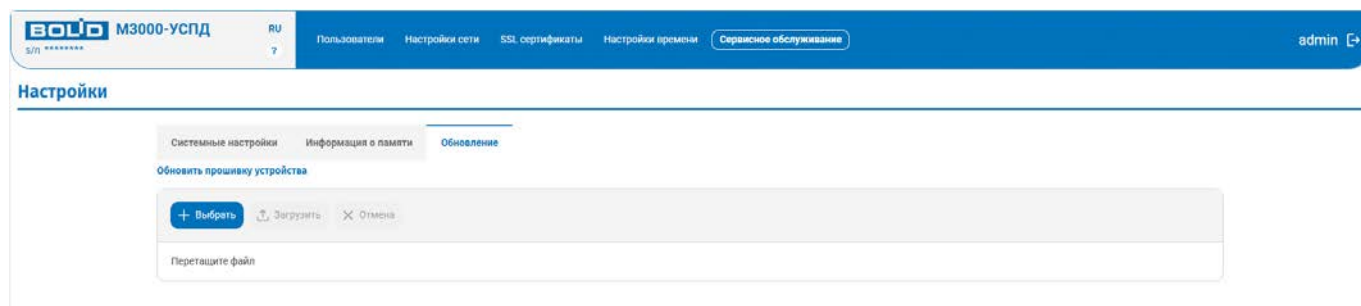 BOLID М3000-УСПД RU
s/n ******** ?
Пользователи Настройки сети SSL сертификаты Настройки времени Сервисное обслуживание admin
Настройки
Системные настройки Информация о памяти Обновление
Обновить прошивку устройства
Выбрать Загрузить Отмена
Перетащите файл